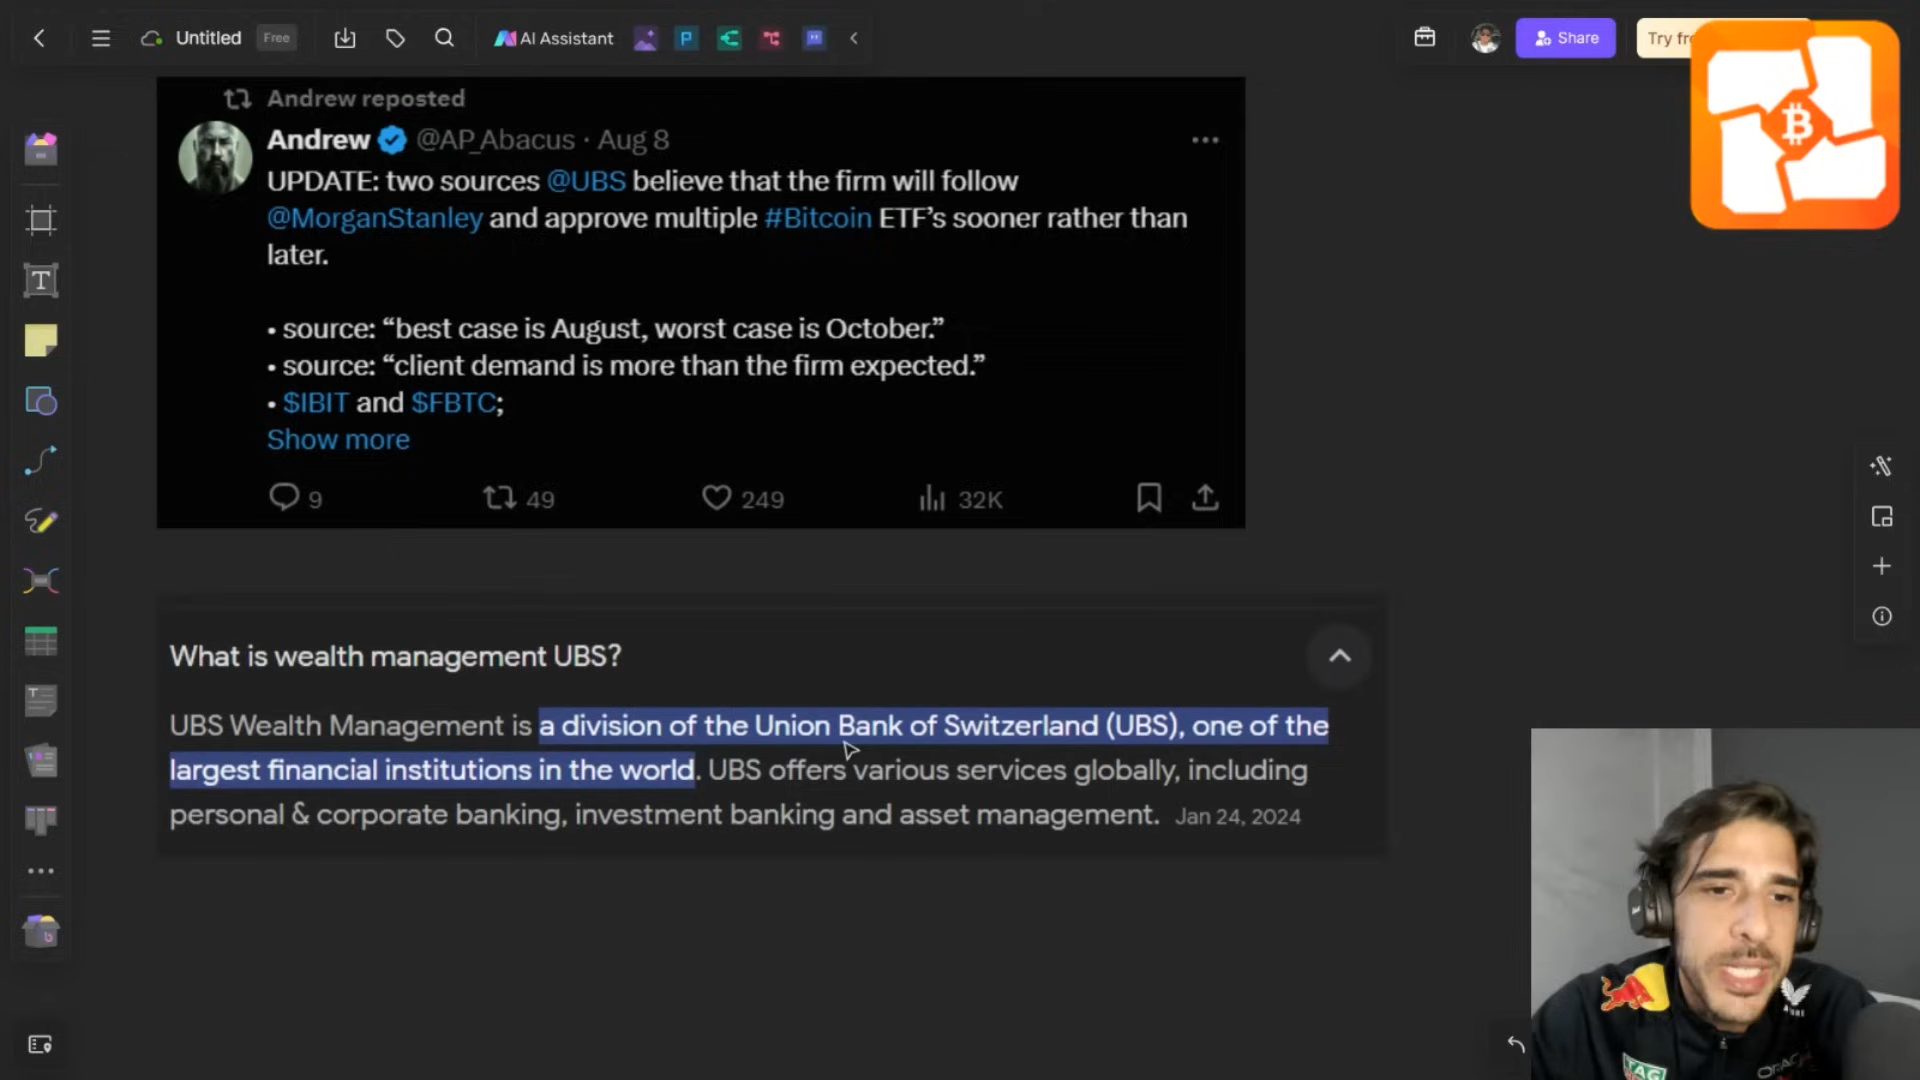 Untitled Free AI Assistant P Share Try fr
Andrew reposted
Andrew @AP_Abacus · Aug 8
UPDATE: two sources @UBS believe that the firm will follow
@MorganStanley and approve multiple #Bitcoin ETF’s sooner rather than
later.
• source: “best case is August, worst case is October.”
• source: “client demand is more than the firm expected.”
• $IBIT and $FBTC;
Show more
9 49 249 32K
What is wealth management UBS?
UBS Wealth Management is a division of the Union Bank of Switzerland (UBS), one of the
largest financial institutions in the world. UBS offers various services globally, including
personal & corporate banking, investment banking and asset management. Jan 24, 2024
TAG